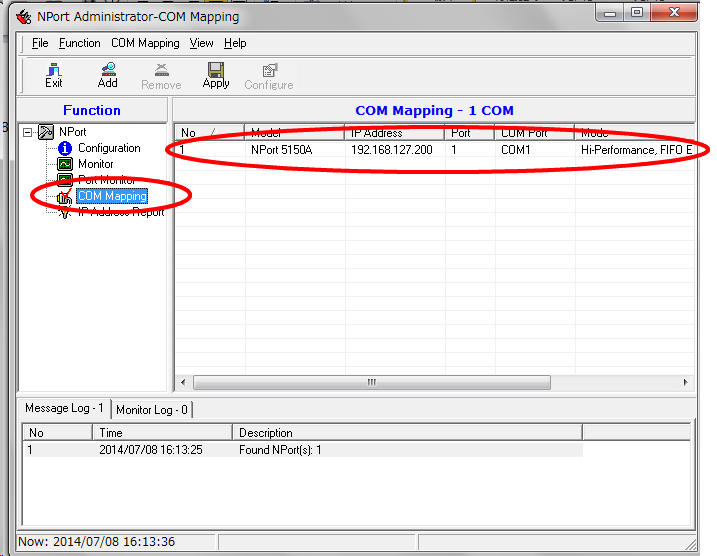 NPort Administrator-COM Mapping
File Function COM Mapping View Help
Exit Add Remove Apply Configure
Function
NPort
Configuration
Monitor
Port Monitor
COM Mapping
IP Address Report
COM Mapping - 1 COM
No Model IP Address Port COM Port Mode
1 NPort 5150A 192.168.127.200 1 COM1 Hi-Performance, FIFO E
Message Log - 1 Monitor Log - 0
No Time Description
1 2014/07/08 16:13:25 Found NPort(s): 1
Now: 2014/07/08 16:13:36